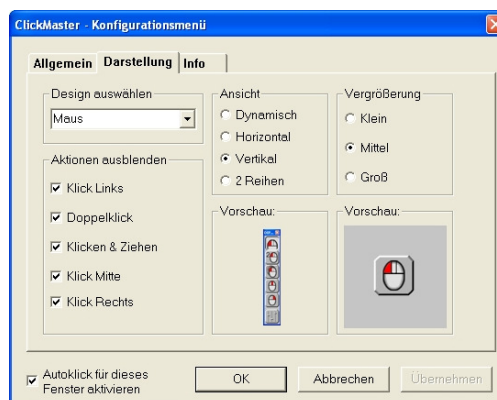 ClickMaster - Konfigurationsmenü
Allgemein Darstellung Info
Design auswählen
Maus
Aktionen ausblenden
Klick Links
Doppelklick
Klicken & Ziehen
Klick Mitte
Klick Rechts
Ansicht
Dynamisch
Horizontal
Vertikal
2 Reihen
Vorschau:
Vergrößerung
Klein
Mittel
Groß
Vorschau:
Autoklick für dieses
Fenster aktivieren
OK Abbrechen Übernehmen